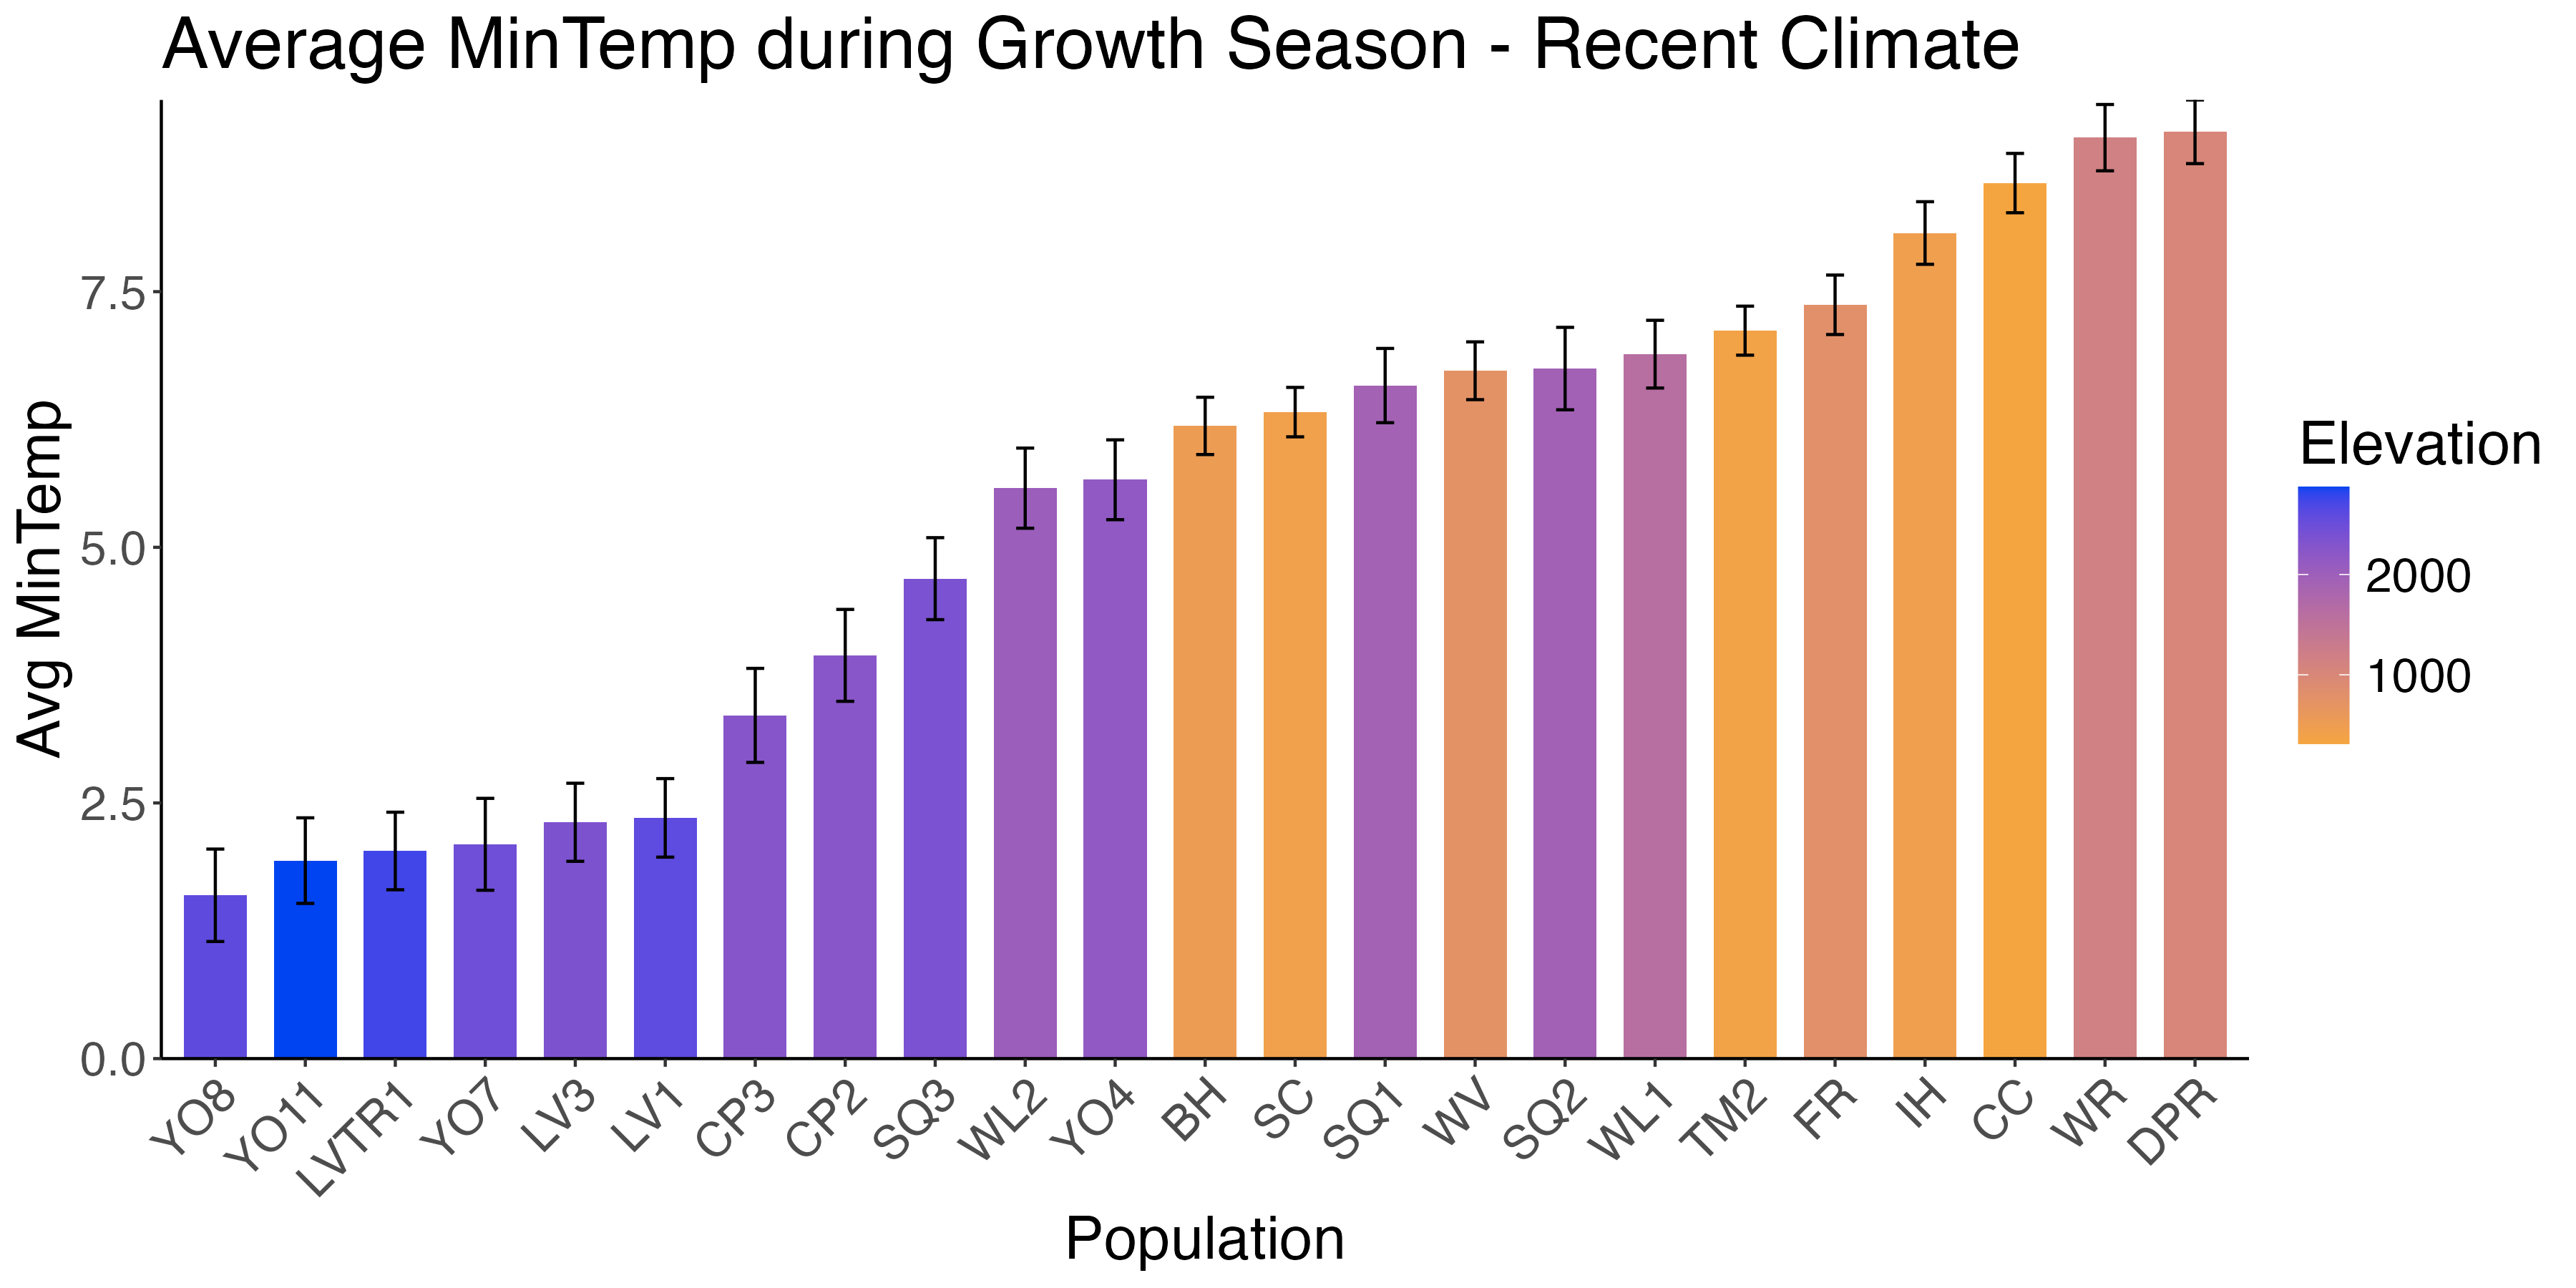 Average MinTemp during Growth Season - Recent Climate
Avg MinTemp
7.5
5.0
2.5
0.0
YO8
YO11
LVTR1
YO7
LV3
LV1
CP3
CP2
SQ3
WL2
YO4
BH
SC
SQ1
WV
SQ2
WL1
TM2
FR
IH
CC
WR
DPR
Population
Elevation
2000
1000